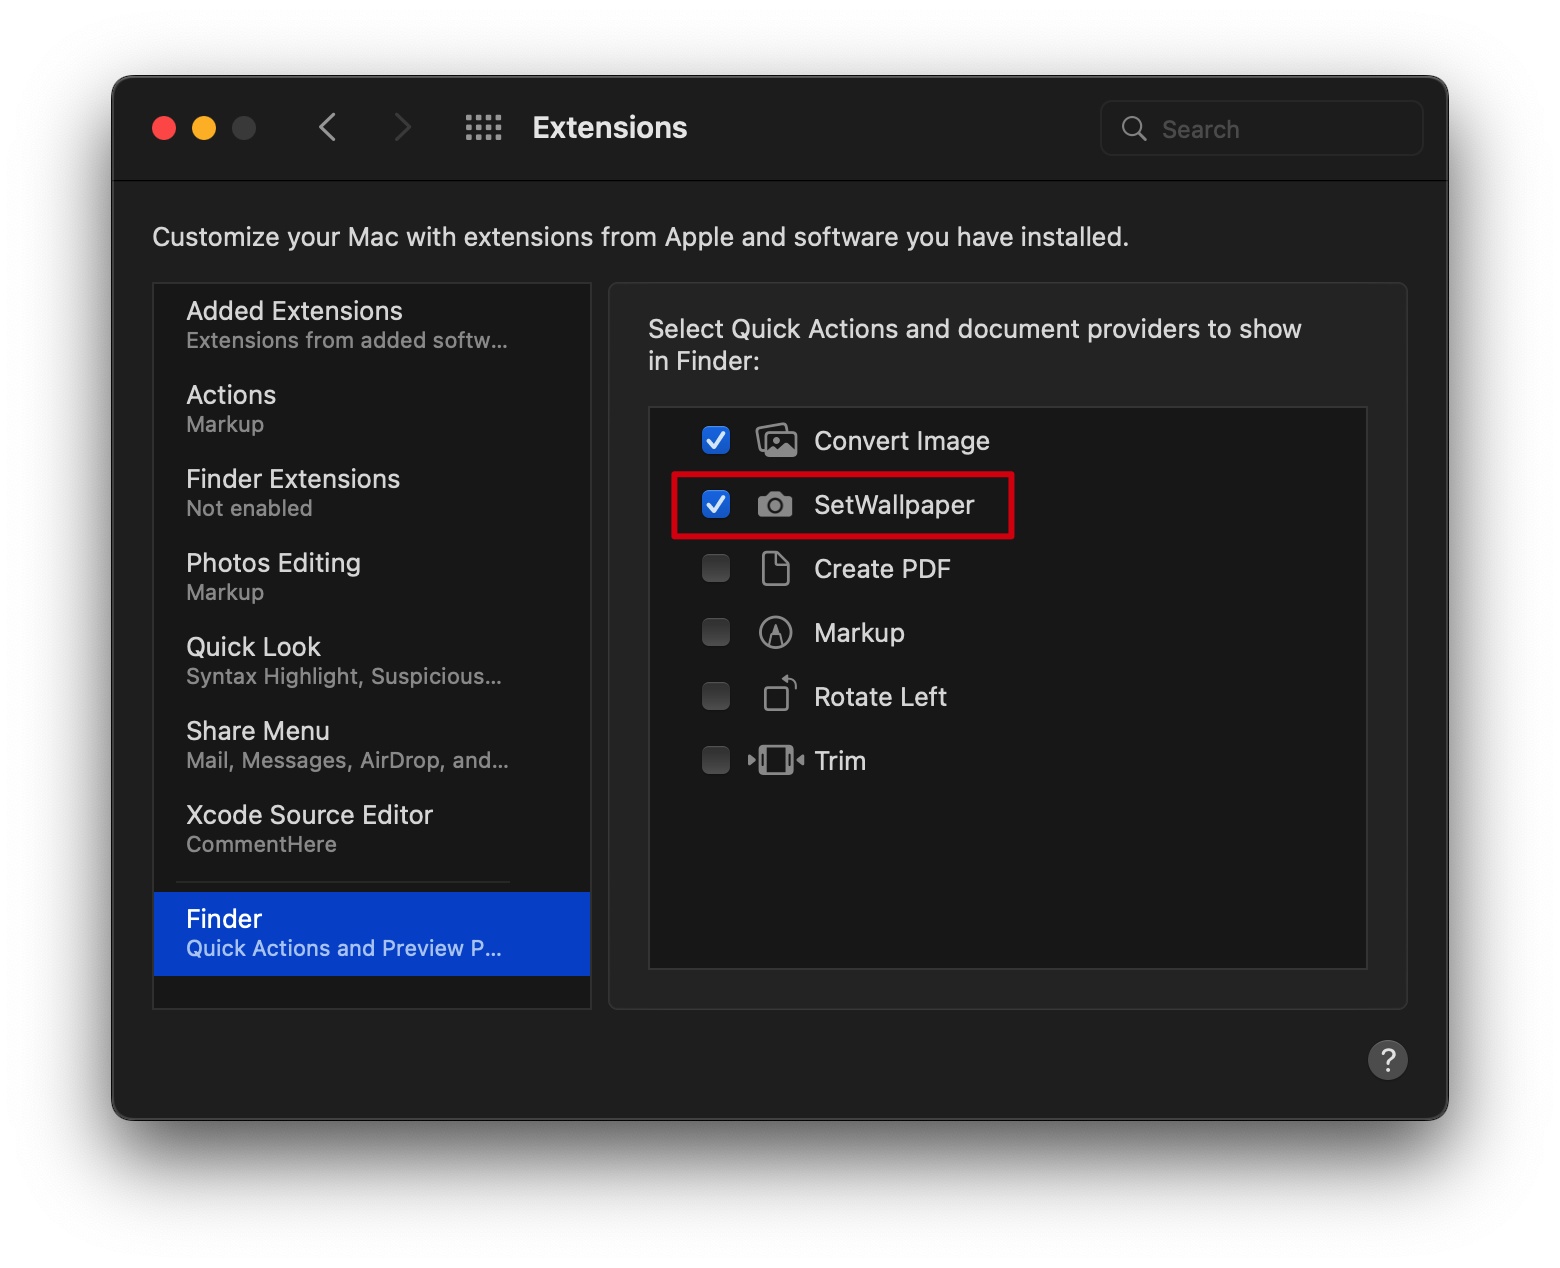 Extensions
Search
Customize your Mac with extensions from Apple and software you have installed.
Added Extensions
Extensions from added softw...
Actions
Markup
Finder Extensions
Not enabled
Photos Editing
Markup
Quick Look
Syntax Highlight, Suspicious...
Share Menu
Mail, Messages, AirDrop, and...
Xcode Source Editor
CommentHere
Finder
Quick Actions and Preview P...
Select Quick Actions and document providers to show
in Finder:
Convert Image
SetWallpaper
Create PDF
Markup
Rotate Left
Trim
?